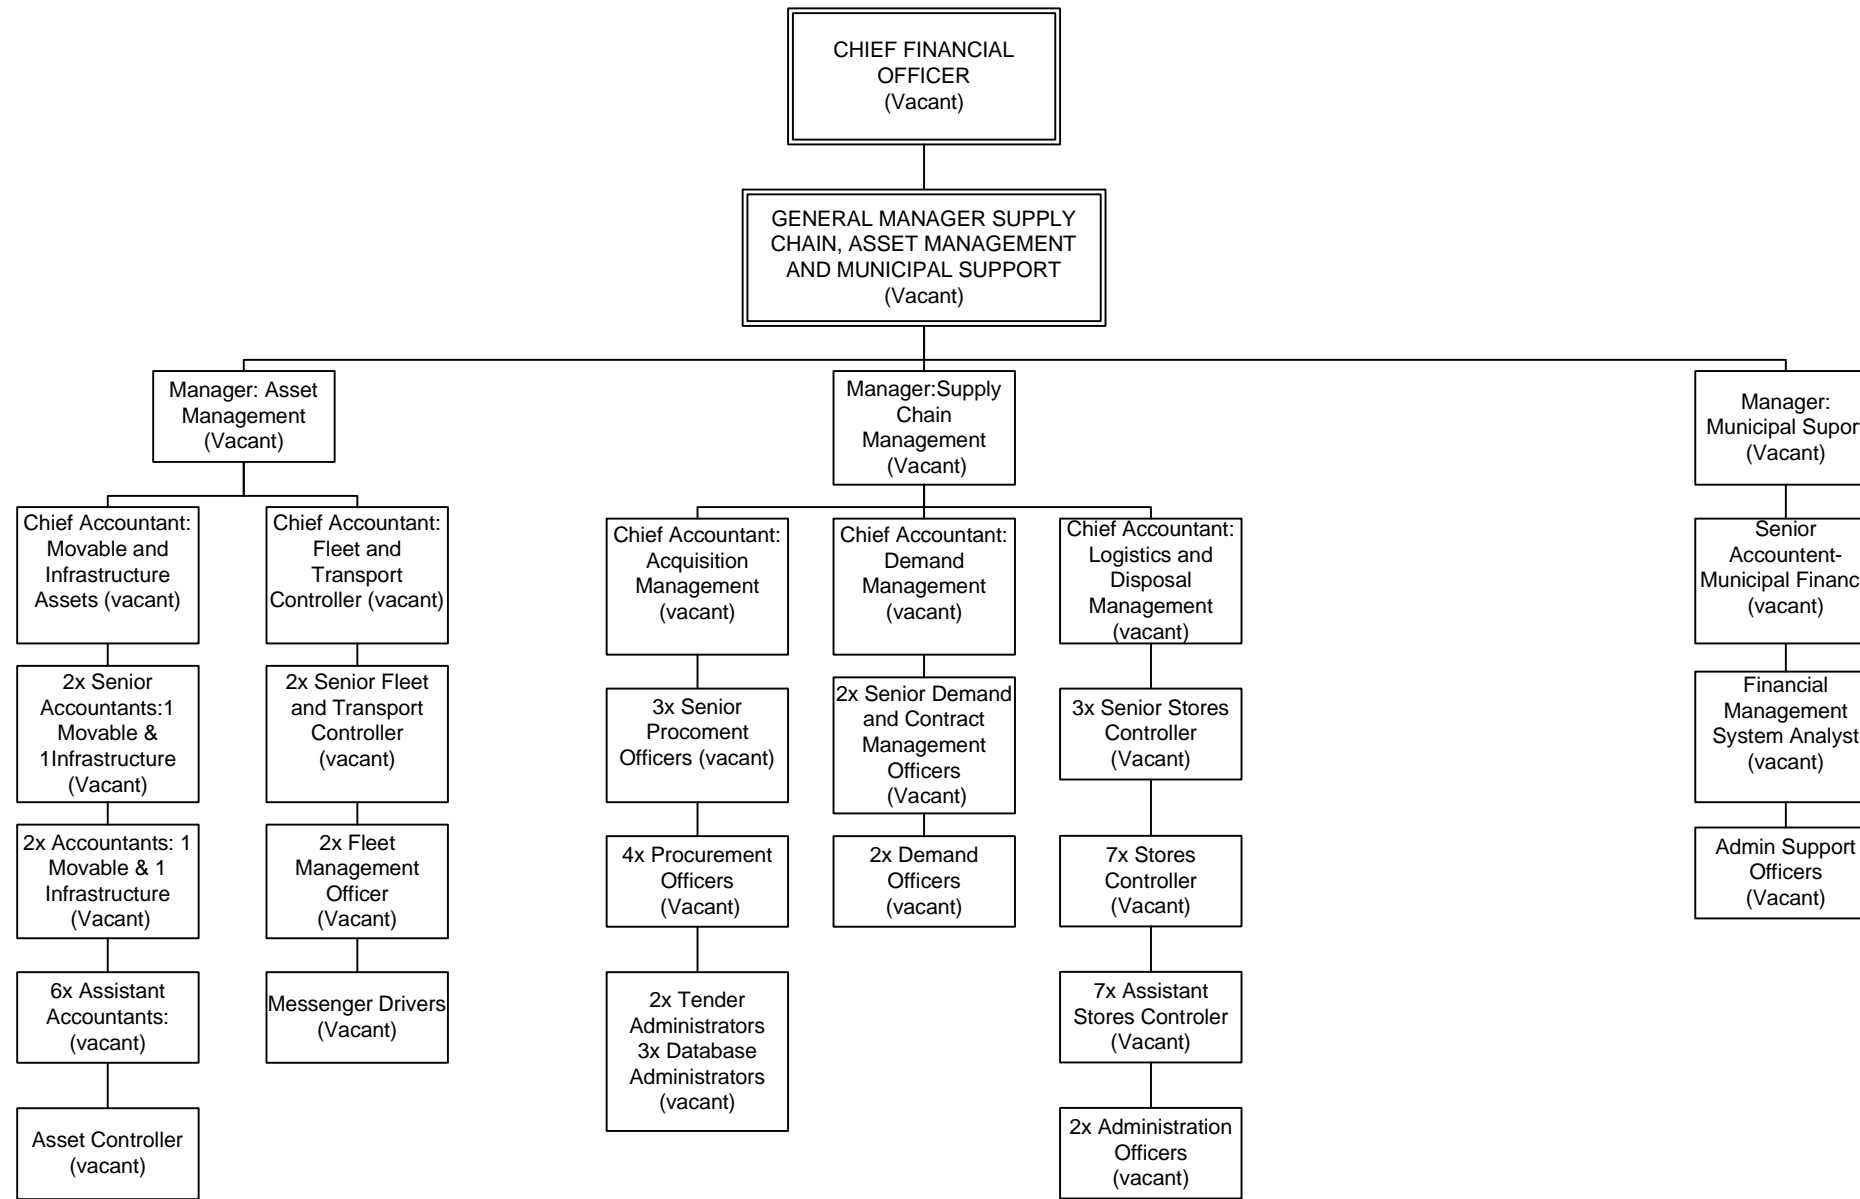 CHIEF FINANCIAL
OFFICER
(Vacant)
GENERAL MANAGER SUPPLY
CHAIN, ASSET MANAGEMENT
AND MUNICIPAL SUPPORT
(Vacant)
Manager: Asset
Management
(Vacant)
Manager:Supply
Chain
Management
(Vacant)
Manager:
Municipal Supor
(Vacant)
Chief Accountant:
Movable and
Infrastructure
Assets (vacant)
Chief Accountant:
Fleet and
Transport
Controller (vacant)
Chief Accountant:
Acquisition
Management
(vacant)
Chief Accountant:
Demand
Management
(vacant)
Chief Accountant:
Logistics and
Disposal
Management
(vacant)
Senior
Accountent-
Municipal Financ
(vacant)
2x Senior
Accountants:1
Movable &
1Infrastructure
(Vacant)
2x Senior Fleet
and Transport
Controller
(vacant)
3x Senior
Procoment
Officers (vacant)
2x Senior Demand
and Contract
Management
Officers
(Vacant)
3x Senior Stores
Controller
(Vacant)
Financial
Management
System Analyst
(vacant)
2x Accountants: 1
Movable & 1
Infrastructure
(Vacant)
2x Fleet
Management
Officer
(Vacant)
4x Procurement
Officers
(Vacant)
2x Demand
Officers
(vacant)
7x Stores
Controller
(Vacant)
Admin Support
Officers
(Vacant)
6x Assistant
Accountants:
(vacant)
Messenger Drivers
(Vacant)
2x Tender
Administrators
3x Database
Administrators
(vacant)
7x Assistant
Stores Controler
(Vacant)
Asset Controller
(vacant)
2x Administration
Officers
(vacant)